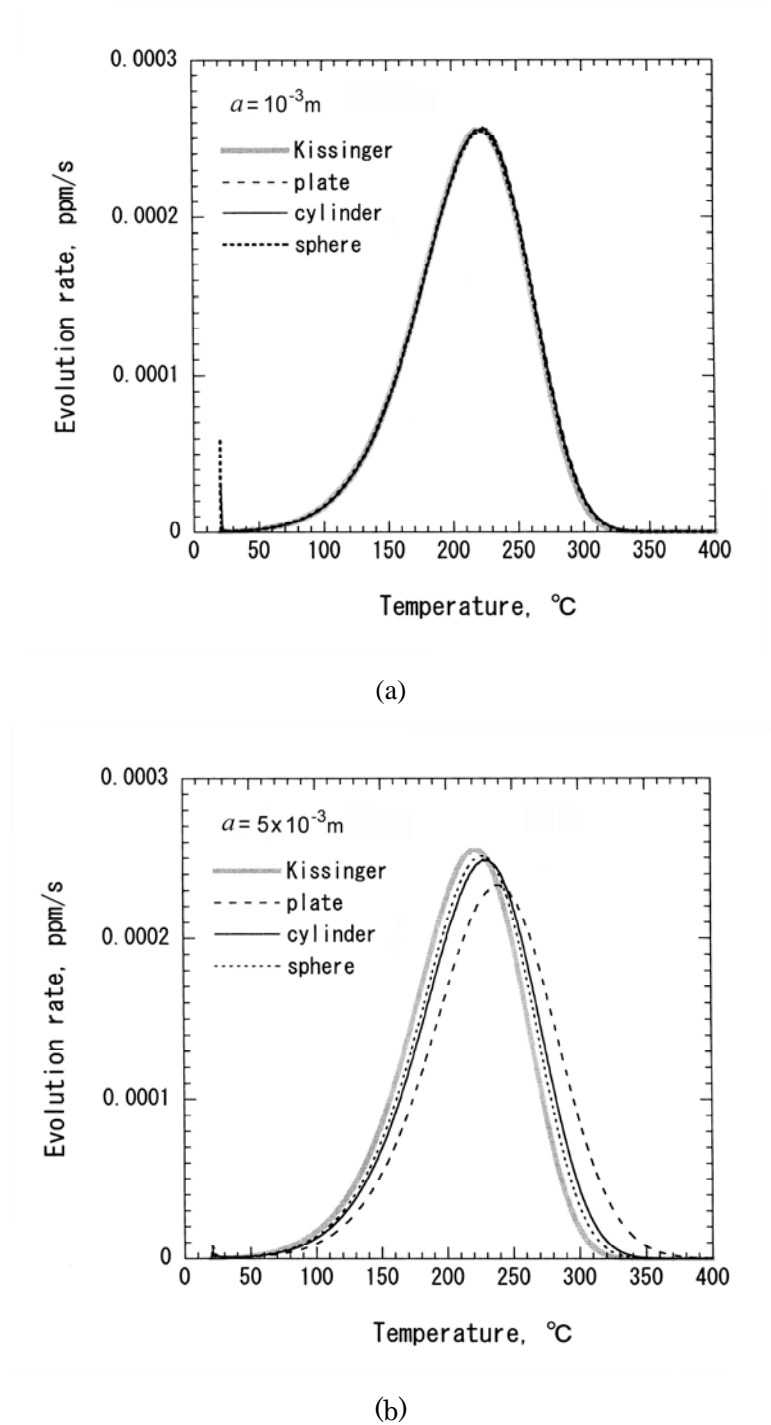 0.0003
a=10⁻³m
Kissinger
plate
cylinder
sphere
0.0002
0.0001
0
Evolution rate, ppm/s
0 50 100 150 200 250 300 350 400
Temperature, ℃
(a)
0.0003
a=5x10⁻³m
Kissinger
plate
cylinder
sphere
0.0002
0.0001
0
Evolution rate, ppm/s
0 50 100 150 200 250 300 350 400
Temperature, ℃
(b)